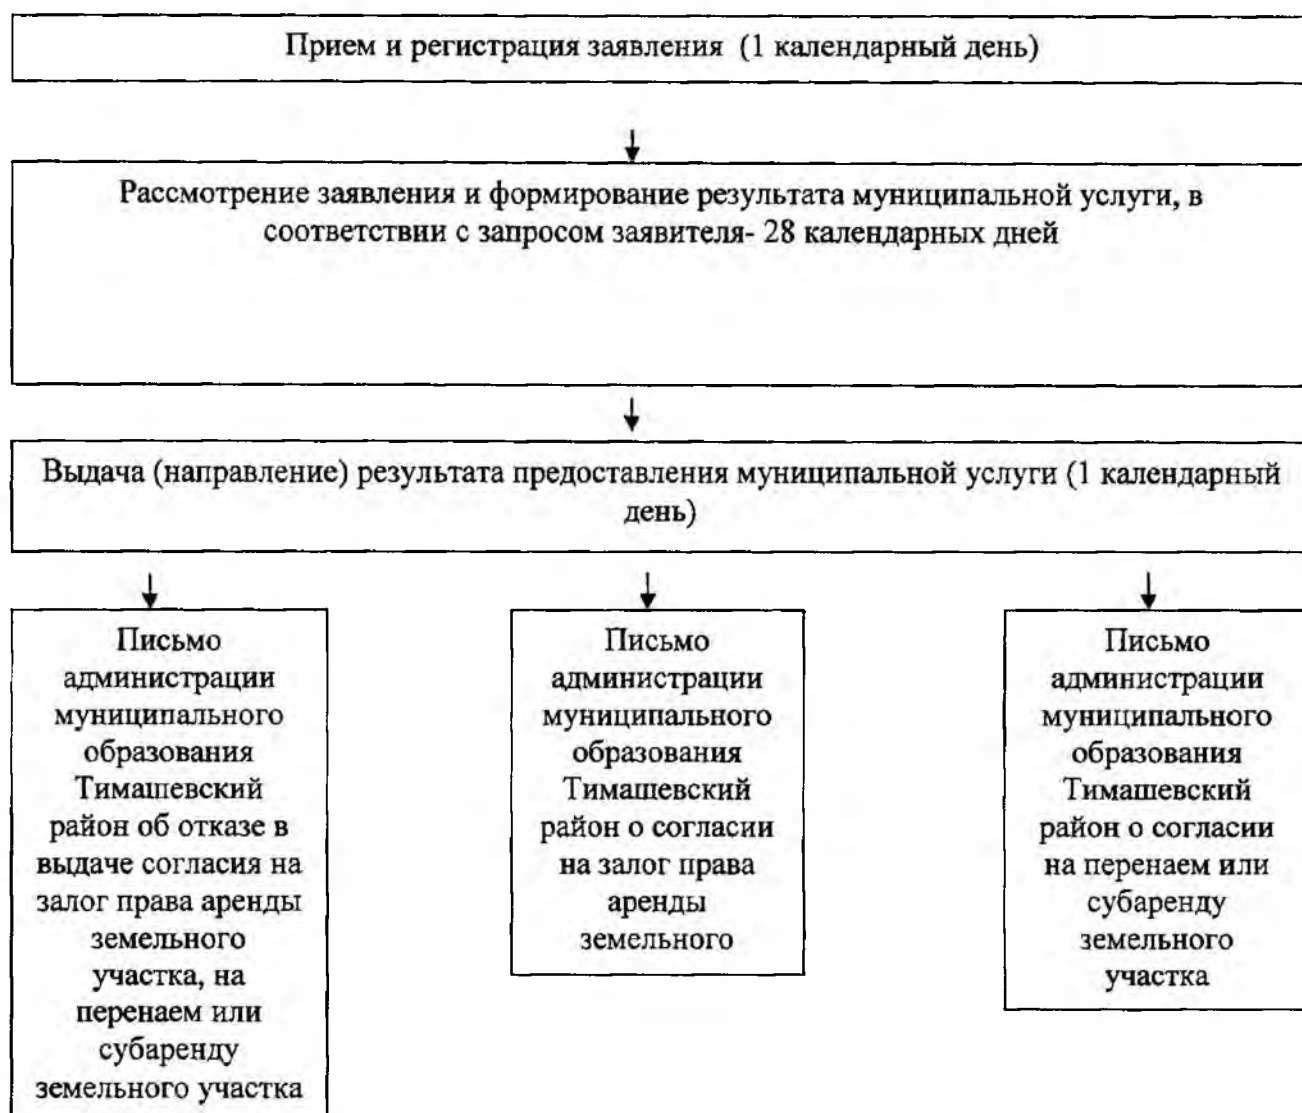 Прием и регистрация заявления (1 календарный день)
Рассмотрение заявления и формирование результата муниципальной услуги, в
соответствии с запросом заявителя- 28 календарных дней
Выдача (направление) результата предоставления муниципальной услуги (1 календарный
день)
Письмо
администрации
муниципального
образования
Тимашевский
район об отказе в
выдаче согласия на
залог права аренды
земельного
участка, на
перенаем или
субаренду
земельного участка
Письмо
администрации
муниципального
образования
Тимашевский
район о согласии
на залог права
аренды
земельного
Письмо
администрации
муниципального
образования
Тимашевский
район о согласии
на перенаем или
субаренду
земельного
участка